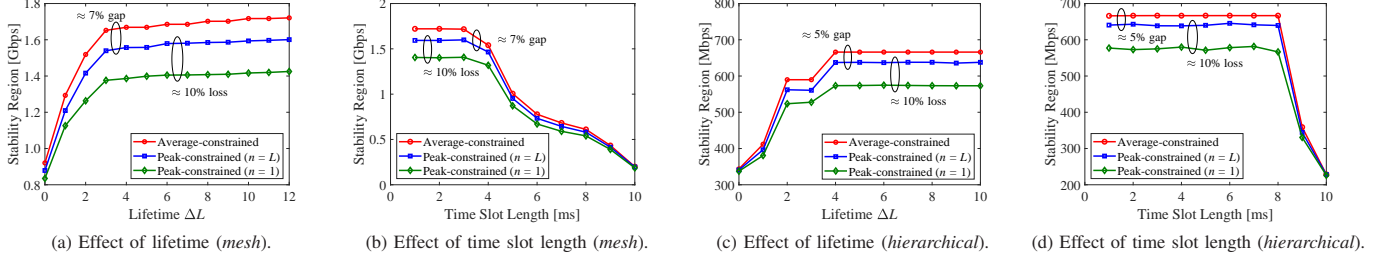 1.8
1.6
1.4
1.2
1.0
0.8
Stability Region [Gbps]
≈ 7% gap
≈ 10% loss
Average-constrained
Peak-constrained (n = L)
Peak-constrained (n = 1)
0 2 4 6 8 10 12
Lifetime ΔL
(a) Effect of lifetime (mesh).
2
1.5
1
0.5
0
Stability Region [Gbps]
≈ 7% gap
≈ 10% loss
Average-constrained
Peak-constrained (n = L)
Peak-constrained (n = 1)
0 2 4 6 8 10
Time Slot Length [ms]
(b) Effect of time slot length (mesh).
800
700
600
500
400
300
Stability Region [Mbps]
≈ 5% gap
≈ 10% loss
Average-constrained
Peak-constrained (n = L)
Peak-constrained (n = 1)
0 2 4 6 8 10
Lifetime ΔL
(c) Effect of lifetime (hierarchical).
700
600
500
400
300
200
Stability Region [Mbps]
≈ 5% gap
≈ 10% loss
Average-constrained
Peak-constrained (n = L)
Peak-constrained (n = 1)
0 2 4 6 8 10
Time Slot Length [ms]
(d) Effect of time slot length (hierarchical).